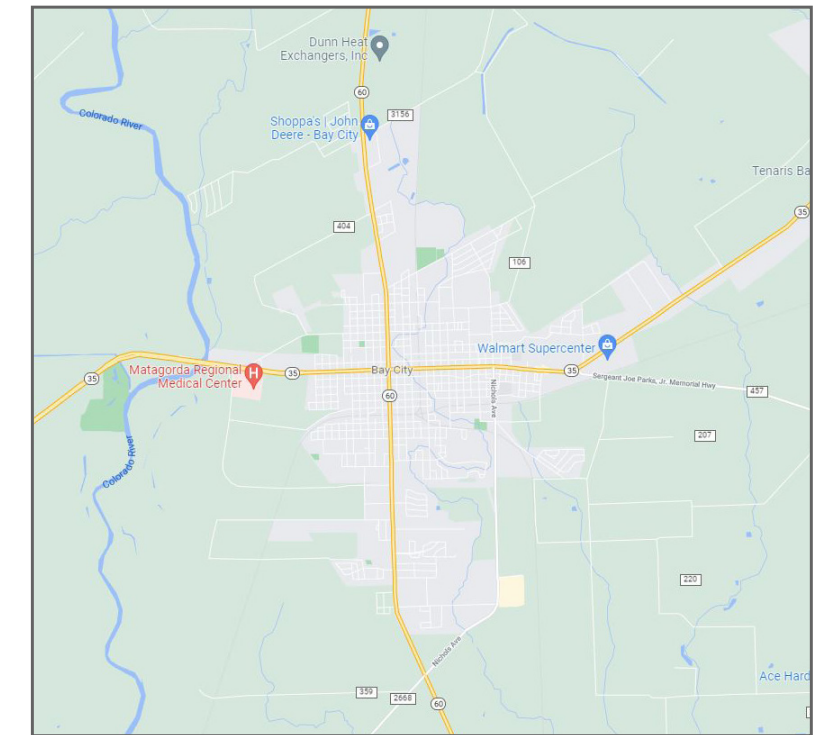 Dunn Heat
Exchangers, Inc
60
Colorado River
3156
Shoppa's | John
Deere - Bay City
Tenaris Ba
35
404
106
Walmart Supercenter
Matagorda Regional
Medical Center
35
35
Bay City
35
Sergeant Joe Parks, Jr. Memorial Hwy
457
60
Nichols Ave
207
Colorado River
220
Nichols Ave
Ace Hard
359
2668
60